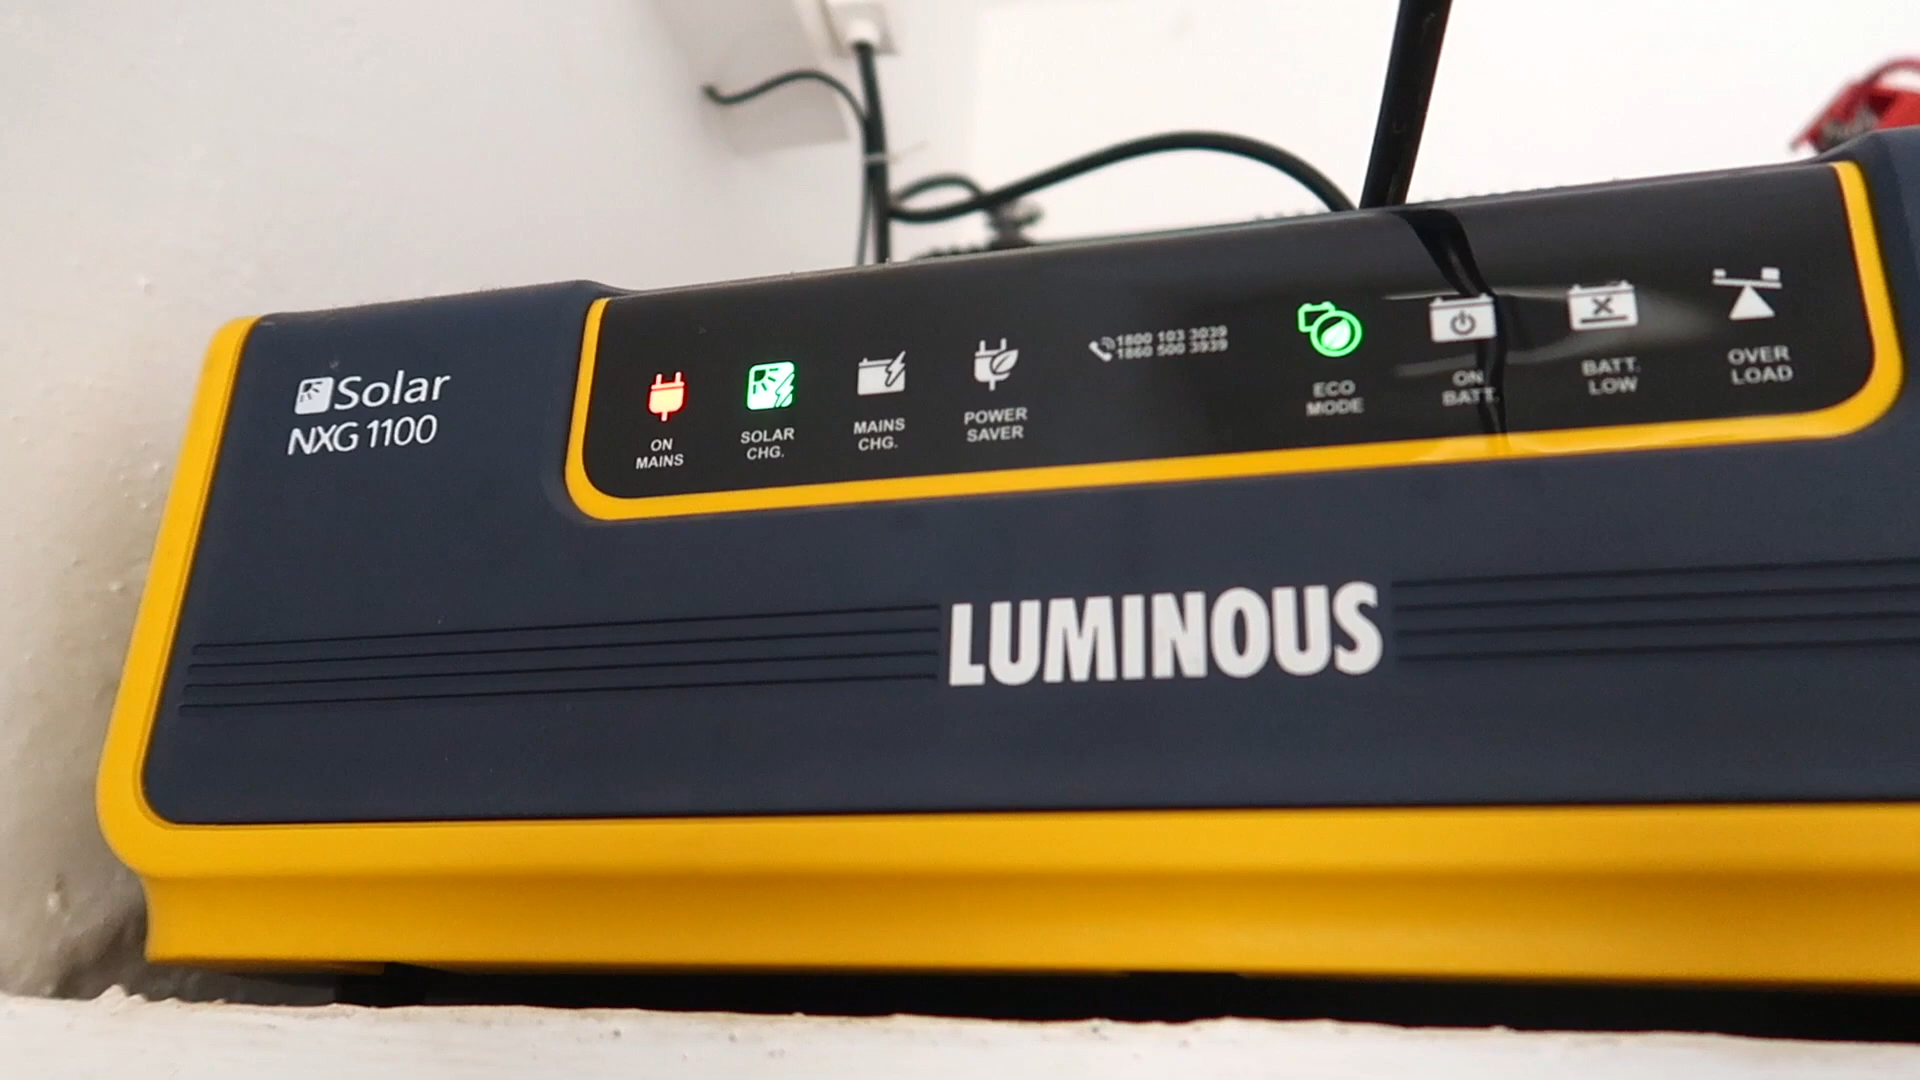 Solar
NXG 1100
ON
MAINS
SOLAR
CHG.
MAINS
CHG.
POWER
SAVER
1800 103 3039
1860 500 3939
ECO
MODE
ON
BATT.
BATT.
LOW
OVER
LOAD
LUMINOUS